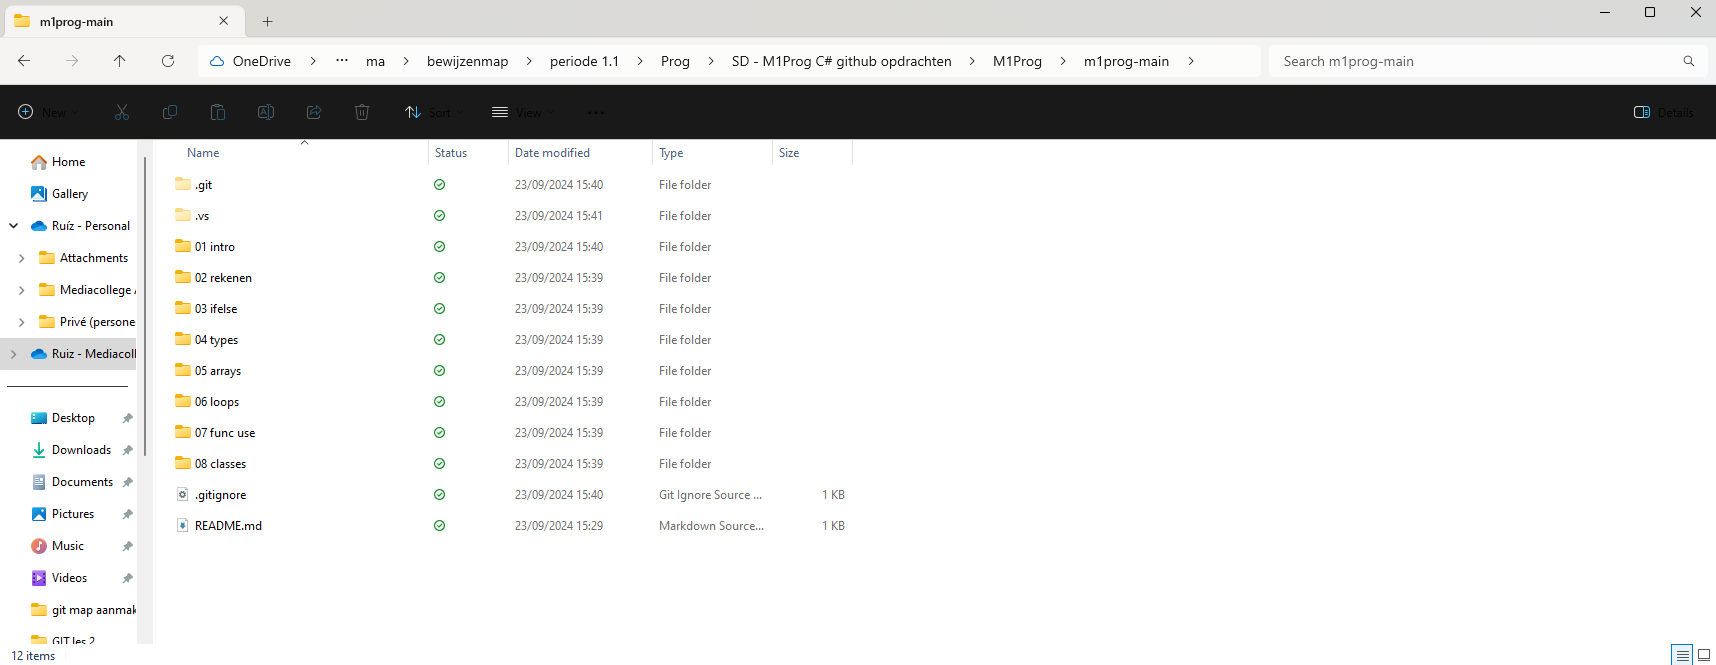 m1prog-main
OneDrive > ... ma > bewijzenmap > periode 1.1 > Prog > SD - M1Prog C# github opdrachten > M1Prog > m1prog-main >
Search m1prog-main
New
Sort
View
Details
Home
Gallery
Ruíz - Personal
Attachments
Mediacollege
Privé (persone
Ruiz - Mediacoll
Desktop
Downloads
Documents
Pictures
Music
Videos
git map aanmak
GIT les 2
Name Status Date modified Type Size
.git 23/09/2024 15:40 File folder
.vs 23/09/2024 15:41 File folder
01 intro 23/09/2024 15:40 File folder
02 rekenen 23/09/2024 15:39 File folder
03 ifelse 23/09/2024 15:39 File folder
04 types 23/09/2024 15:39 File folder
05 arrays 23/09/2024 15:39 File folder
06 loops 23/09/2024 15:39 File folder
07 func use 23/09/2024 15:39 File folder
08 classes 23/09/2024 15:39 File folder
.gitignore 23/09/2024 15:40 Git Ignore Source ... 1 KB
README.md 23/09/2024 15:29 Markdown Source... 1 KB
12 items